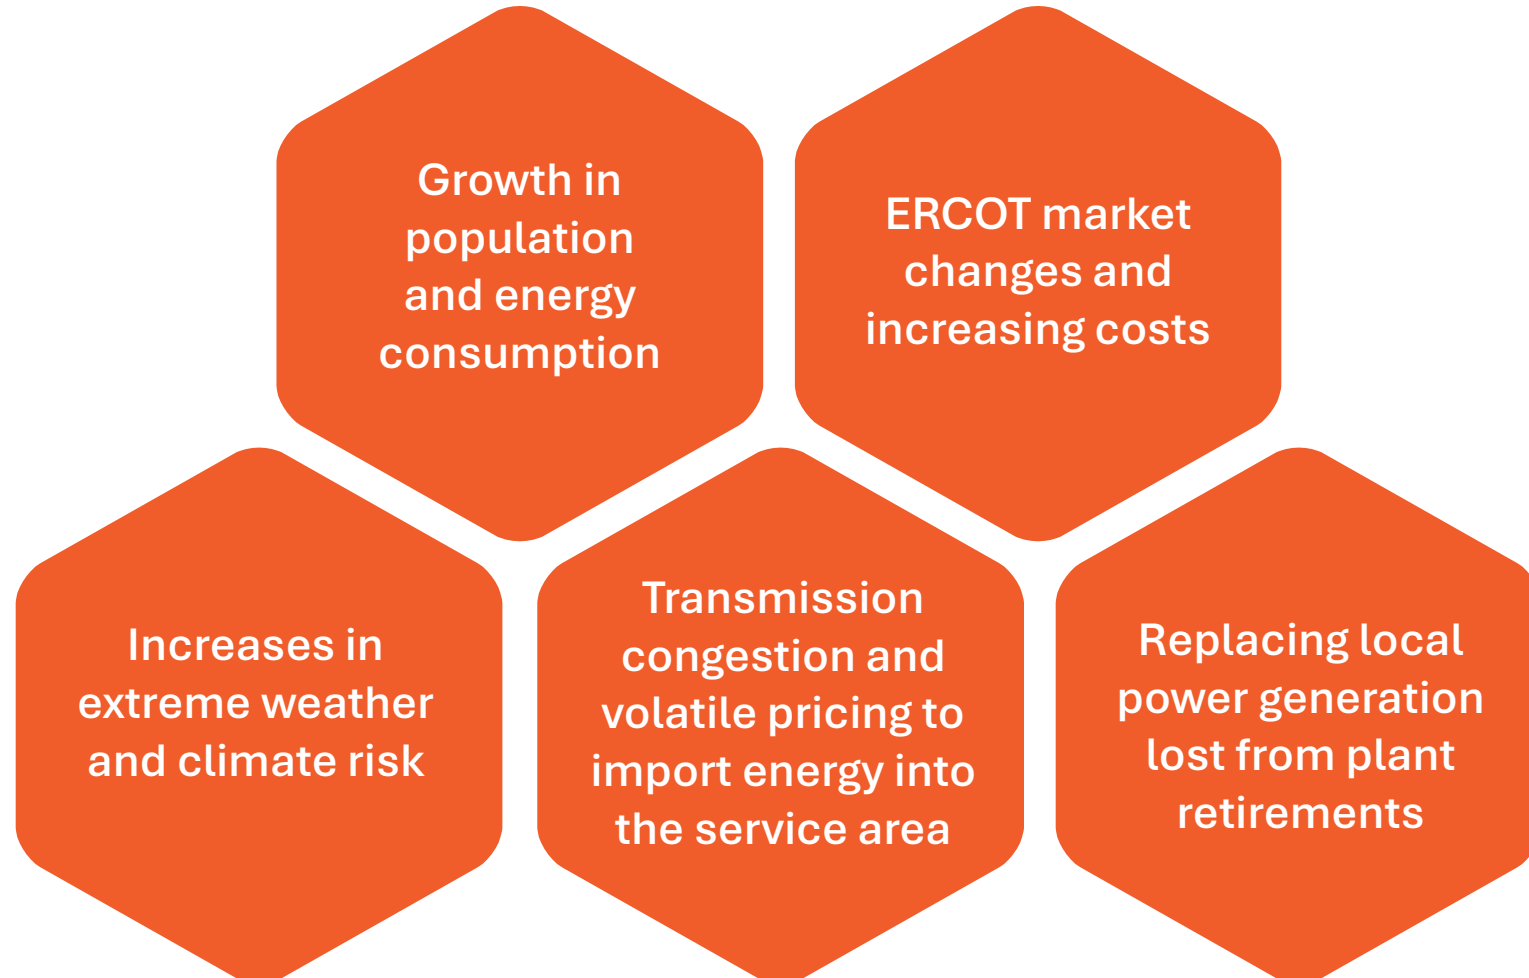 Growth in
population
and energy
consumption
ERCOT market
changes and
increasing costs
Increases in
extreme weather
and climate risk
Transmission
congestion and
volatile pricing to
import energy into
the service area
Replacing local
power generation
lost from plant
retirements